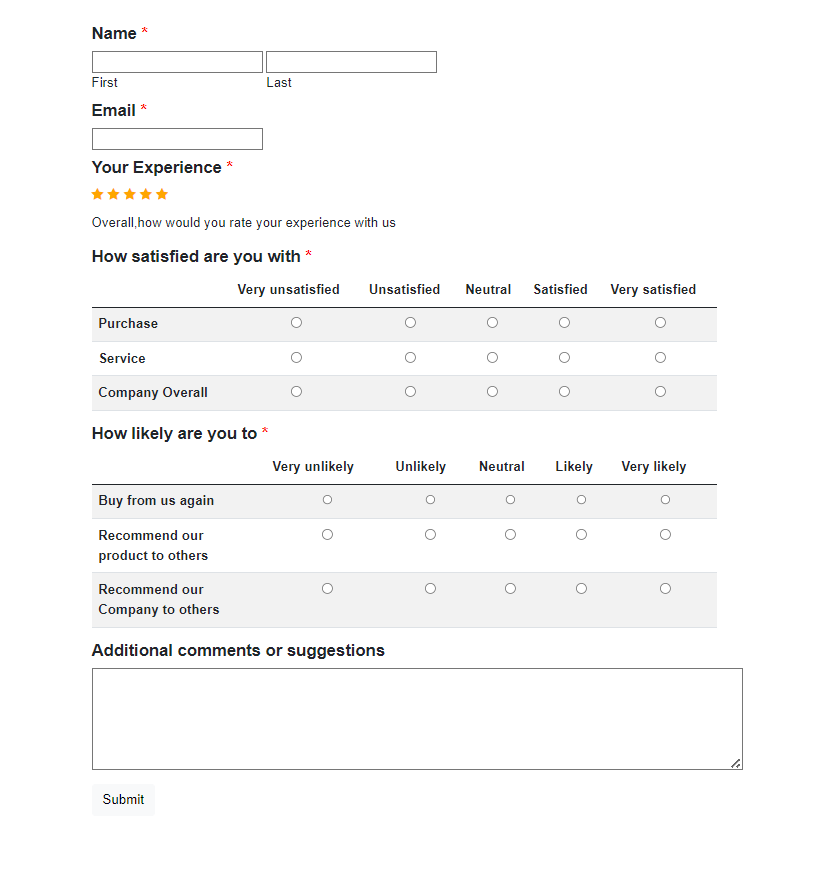 Name *
First Last
Email *
Your Experience *
Overall,how would you rate your experience with us
How satisfied are you with *
Very unsatisfied Unsatisfied Neutral Satisfied Very satisfied
Purchase
Service
Company Overall
How likely are you to *
Very unlikely Unlikely Neutral Likely Very likely
Buy from us again
Recommend our
product to others
Recommend our
Company to others
Additional comments or suggestions
Submit